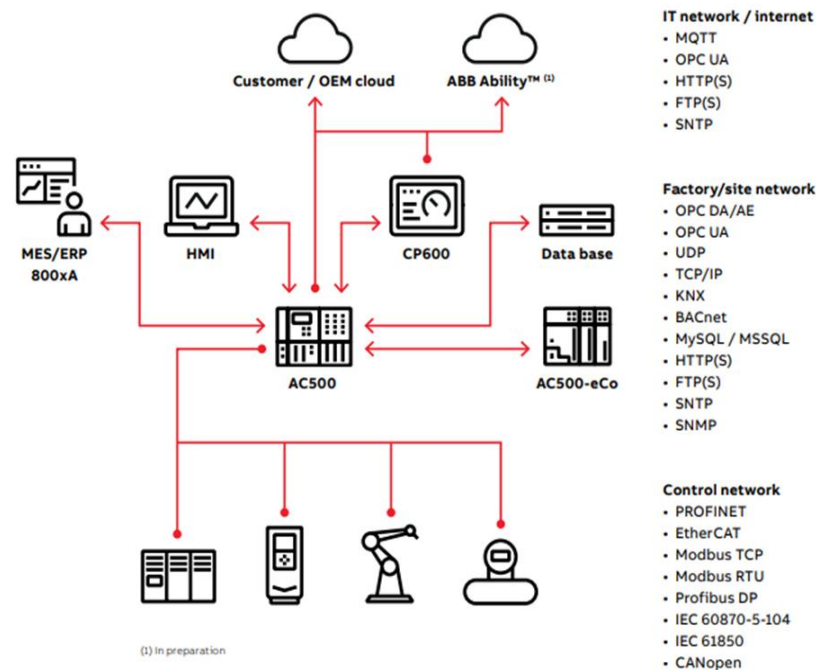 Customer / OEM cloud
ABB Ability™ (1)
MES/ERP
800xA
HMI
CP600
Data base
AC500
AC500-eCo
(1) In preparation
IT network / internet
• MQTT
• OPC UA
• HTTP(S)
• FTP(S)
• SNTP
Factory/site network
• OPC DA/AE
• OPC UA
• UDP
• TCP/IP
• KNX
• BACnet
• MySQL / MSSQL
• HTTP(S)
• FTP(S)
• SNTP
• SNMP
Control network
• PROFINET
• EtherCAT
• Modbus TCP
• Modbus RTU
• Profibus DP
• IEC 60870-5-104
• IEC 61850
• CANopen